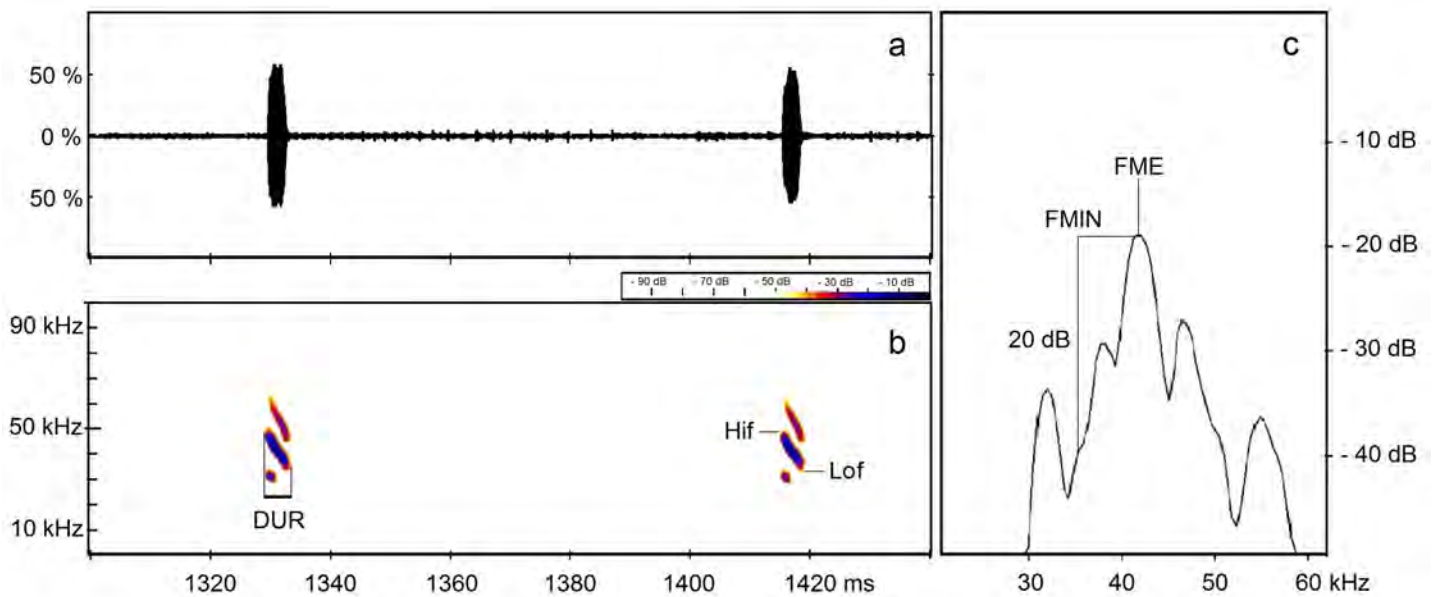 a
50 %
0 %
50 %
- 90 dB - 70 dB - 50 dB - 30 dB - 10 dB
b
90 kHz
50 kHz
10 kHz
DUR
Hif
Lof
1320 1340 1360 1380 1400 1420 ms
c
FME
FMIN
20 dB
- 10 dB
- 20 dB
- 30 dB
- 40 dB
30 40 50 60 kHz